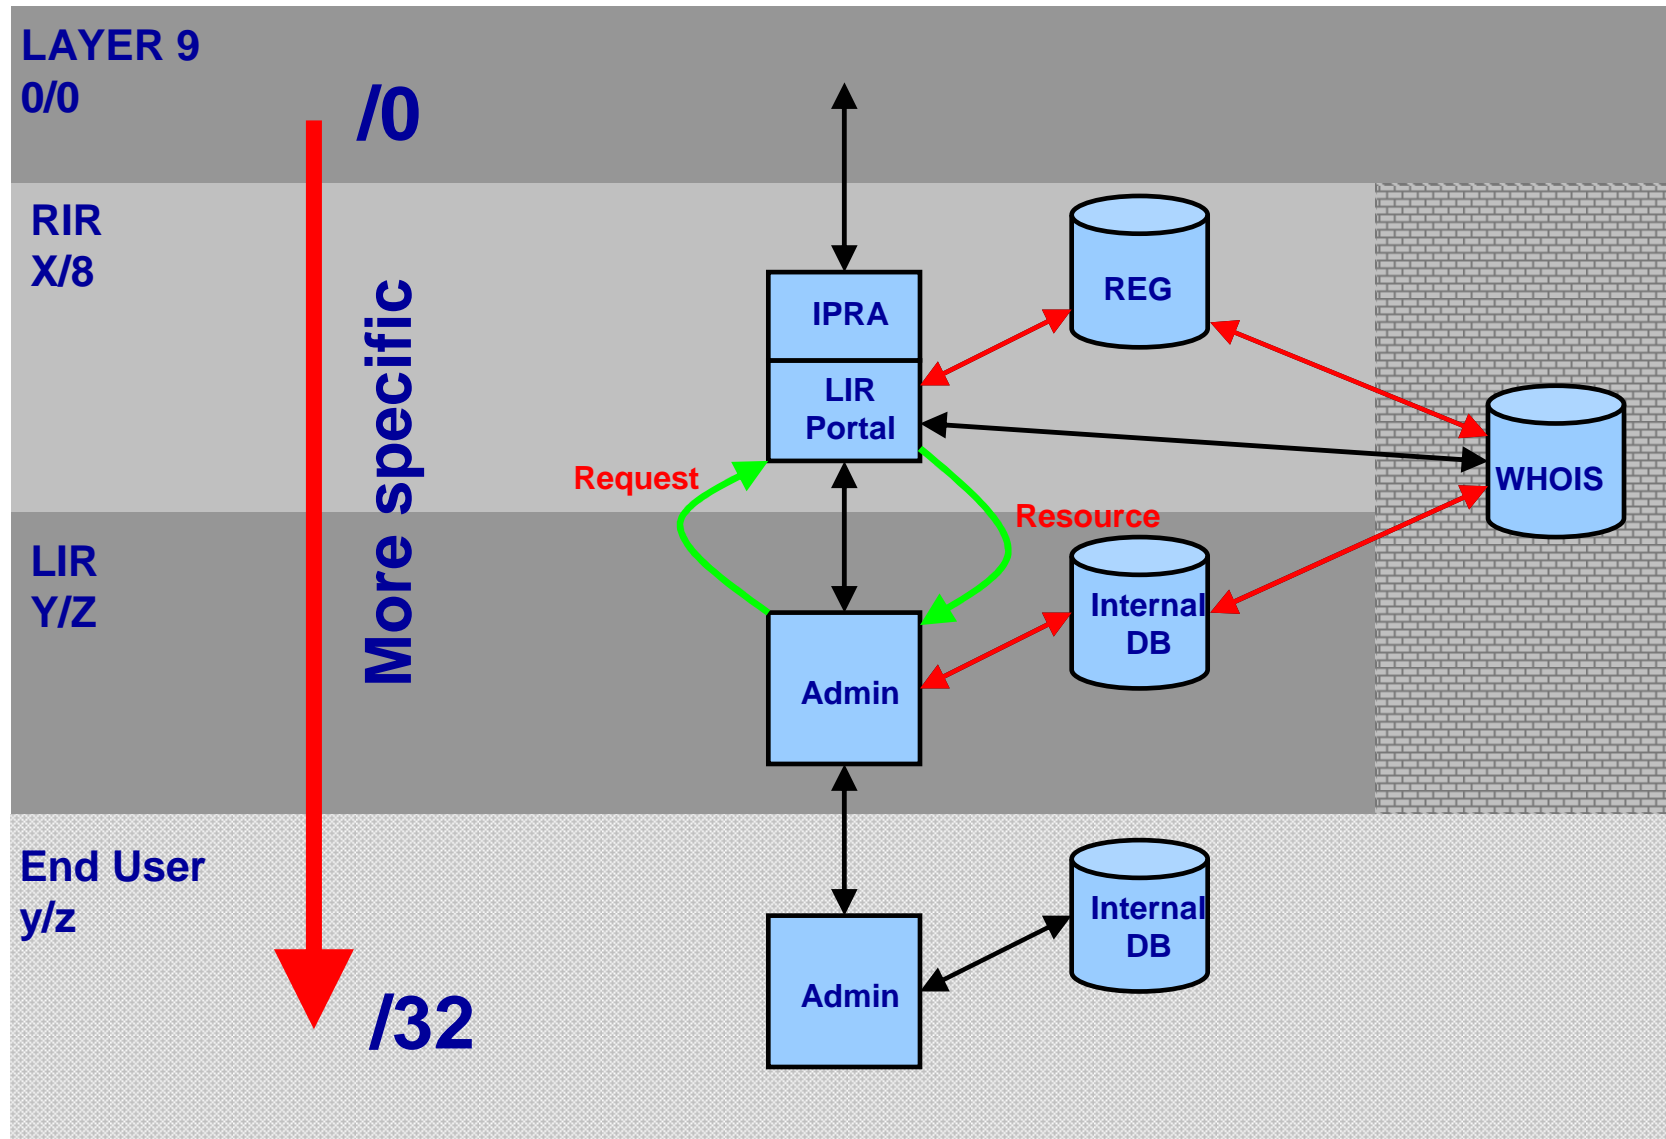 LAYER 9
0/0
/0
RIR
X/8
More specific
IPRA
LIR
Portal
REG
WHOIS
Request
Resource
LIR
Y/Z
Internal
DB
Admin
End User
y/z
/32
Internal
DB
Admin